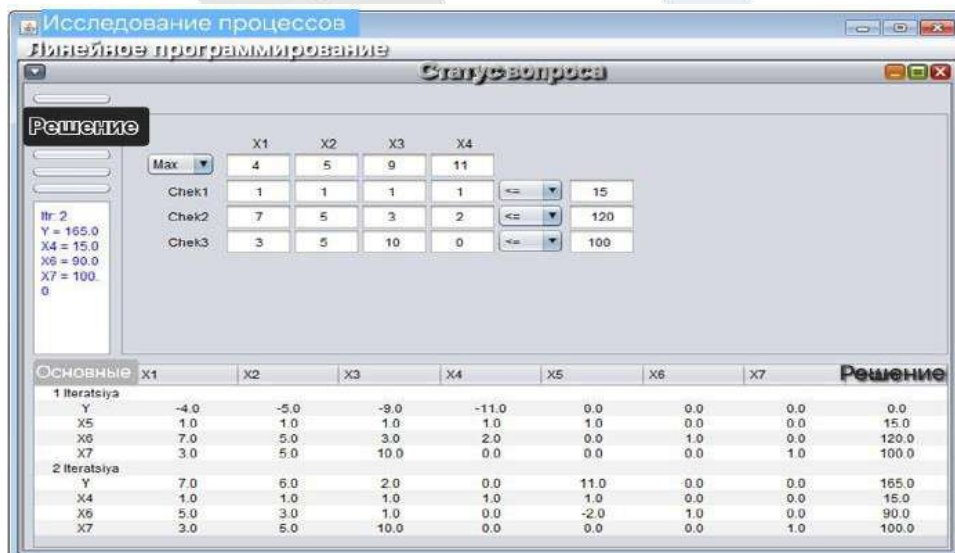 Исследование процессов
Линейное программирование
Статус вопроса
Решение
X1 X2 X3 X4
Max 4 5 9 11
Chek1 1 1 1 1 <= 15
Chek2 7 5 3 2 <= 120
Chek3 3 5 10 0 <= 100
Itr: 2
Y = 165.0
X4 = 15.0
X6 = 90.0
X7 = 100.
0
Основные X1 X2 X3 X4 X5 X6 X7 Решение
1 Iteratsiya
Y -4.0 -5.0 -9.0 -11.0 0.0 0.0 0.0 0.0
X5 1.0 1.0 1.0 1.0 1.0 0.0 0.0 15.0
X6 7.0 5.0 3.0 2.0 0.0 1.0 0.0 120.0
X7 3.0 5.0 10.0 0.0 0.0 0.0 1.0 100.0
2 Iteratsiya
Y 7.0 6.0 2.0 0.0 11.0 0.0 0.0 165.0
X4 1.0 1.0 1.0 1.0 1.0 0.0 0.0 15.0
X6 5.0 3.0 1.0 0.0 -2.0 1.0 0.0 90.0
X7 3.0 5.0 10.0 0.0 0.0 0.0 1.0 100.0